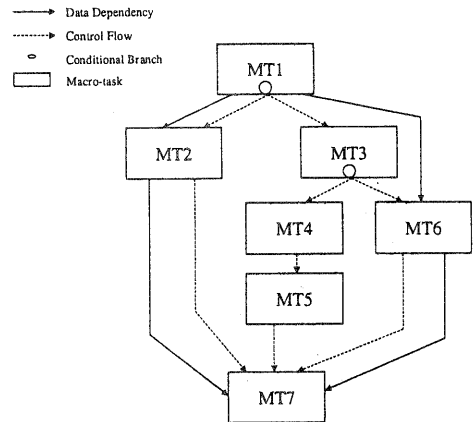 Data Dependency
Control Flow
Conditional Branch
Macro-task
MT1
MT2
MT3
MT4
MT6
MT5
MT7